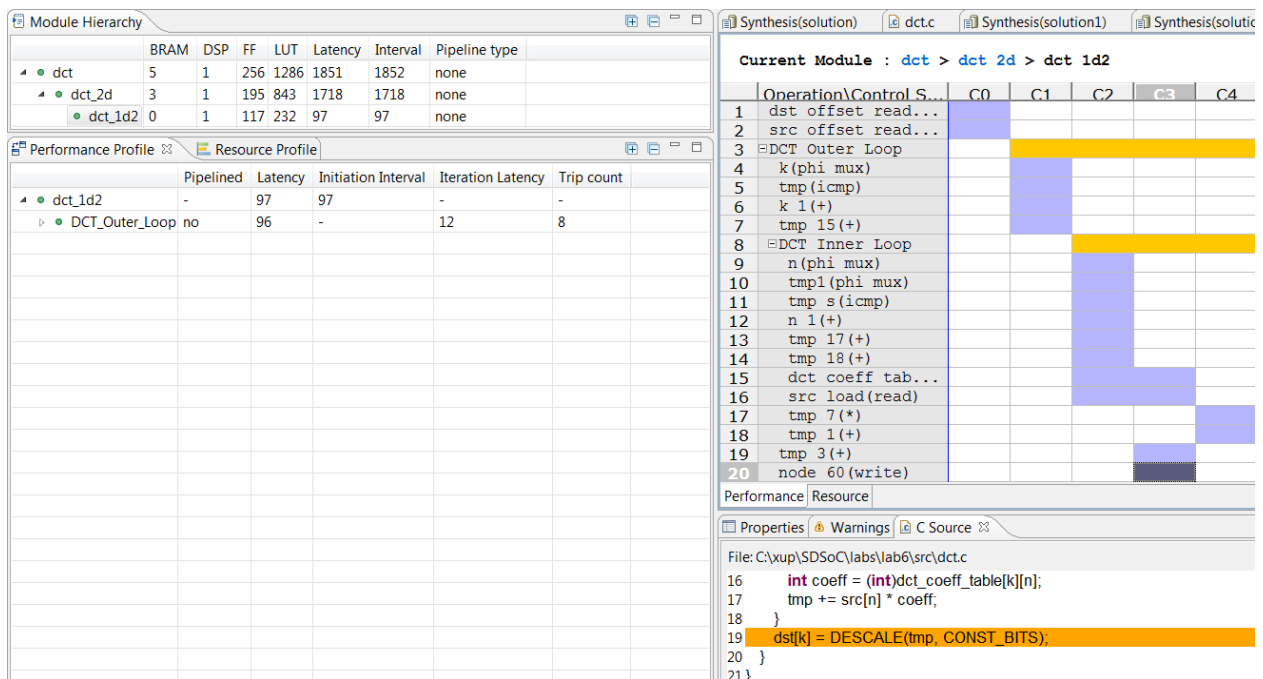 Module Hierarchy
BRAM DSP FF LUT Latency Interval Pipeline type
dct 5 1 256 1286 1851 1852 none
dct_2d 3 1 195 843 1718 1718 none
dct_1d2 0 1 117 232 97 97 none
Performance Profile Resource Profile
Pipelined Latency Initiation Interval Iteration Latency Trip count
dct_1d2 - 97 97 - -
DCT_Outer_Loop no 96 - 12 8
Synthesis(solution) dct.c Synthesis(solution1) Synthesis(solutio
Current Module : dct > dct 2d > dct 1d2
Operation\Control S... C0 C1 C2 C3 C4
1 dst offset read...
2 src offset read...
3 DCT Outer Loop
4 k(phi mux)
5 tmp(icmp)
6 k 1(+)
7 tmp 15(+)
8 DCT Inner Loop
9 n(phi mux)
10 tmp1(phi mux)
11 tmp s(icmp)
12 n 1(+)
13 tmp 17(+)
14 tmp 18(+)
15 dct coeff tab...
16 src load(read)
17 tmp 7(*)
18 tmp 1(+)
19 tmp 3(+)
20 node 60(write)
Performance Resource
Properties Warnings C Source
File: C:\xup\SDSoC\labs\lab6\src\dct.c
16 int coeff = (int)dct_coeff_table[k][n];
17 tmp += src[n] * coeff;
18 }
19 dst[k] = DESCALE(tmp, CONST_BITS);
20 }
21 }